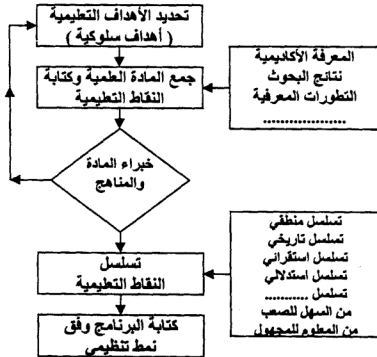 تحديد الأهداف التعليمية
( أهداف سلوكية )
جمع المادة العلمية وكتابة
النقاط التعليمية
المعرفة الأكاديمية
نتائج البحوث
التطورات المعرفية
...................
خبراء المادة
والمناهج
تسلسل
النقاط التعليمية
تسلسل منطقي
تسلسل تاريخي
تسلسل استقرائي
تسلسل استدلالي
تسلسل ............
من السهل للصعب
من المعلوم للمجهول
كتابة البرنامج وفق
نمط تنظيمي